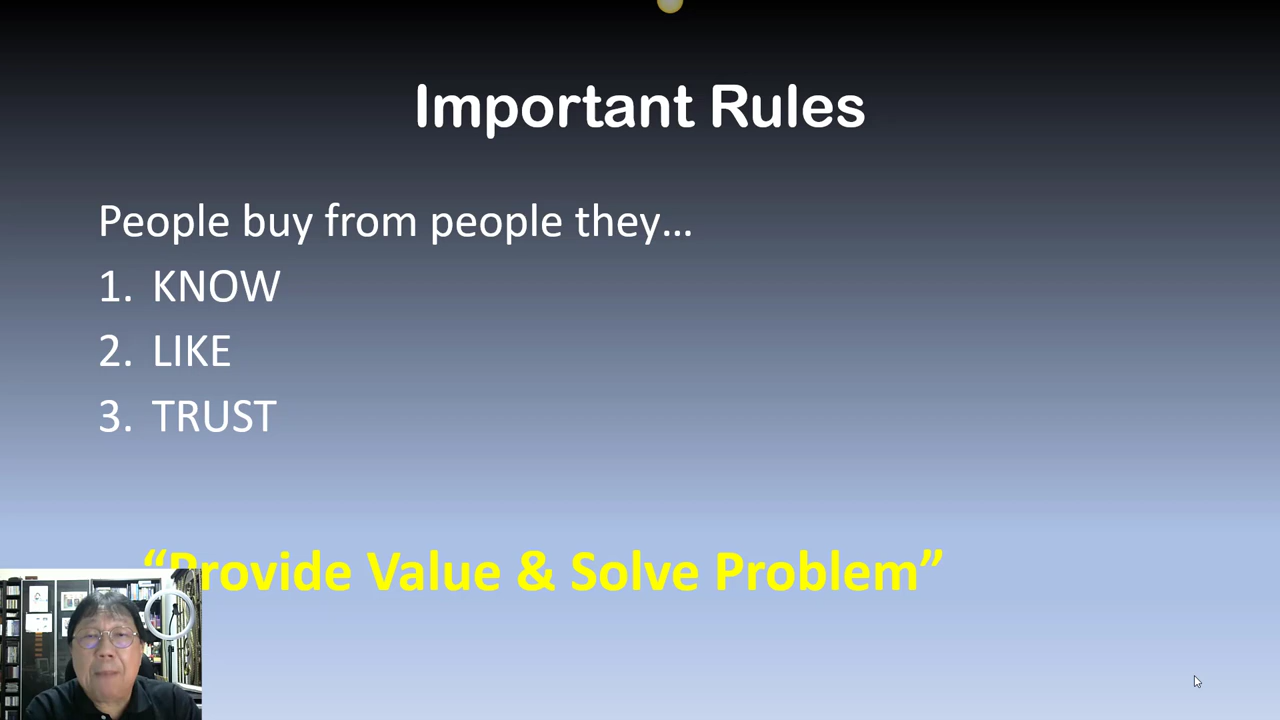 Important Rules
People buy from people they...
1. KNOW
2. LIKE
3. TRUST
“Provide Value & Solve Problem”